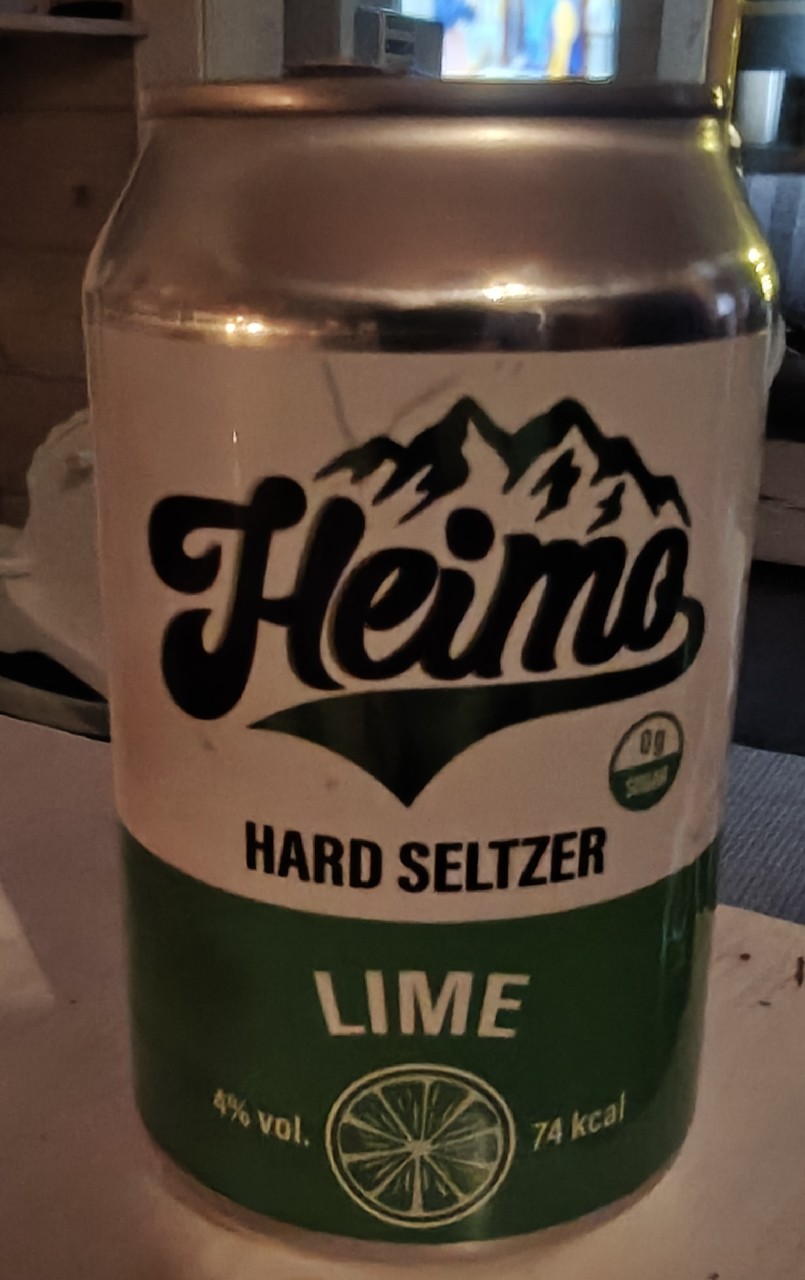 Heimo
0g
SUGAR
HARD SELTZER
LIME
4% vol.
74 kcal